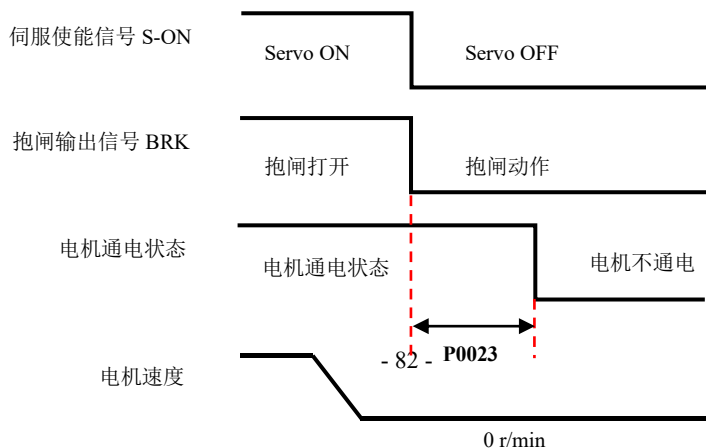 伺服使能信号 S-ON
Servo ON
Servo OFF
抱闸输出信号 BRK
抱闸打开
抱闸动作
电机通电状态
电机通电状态
电机不通电
- 82 -
P0023
电机速度
0 r/min